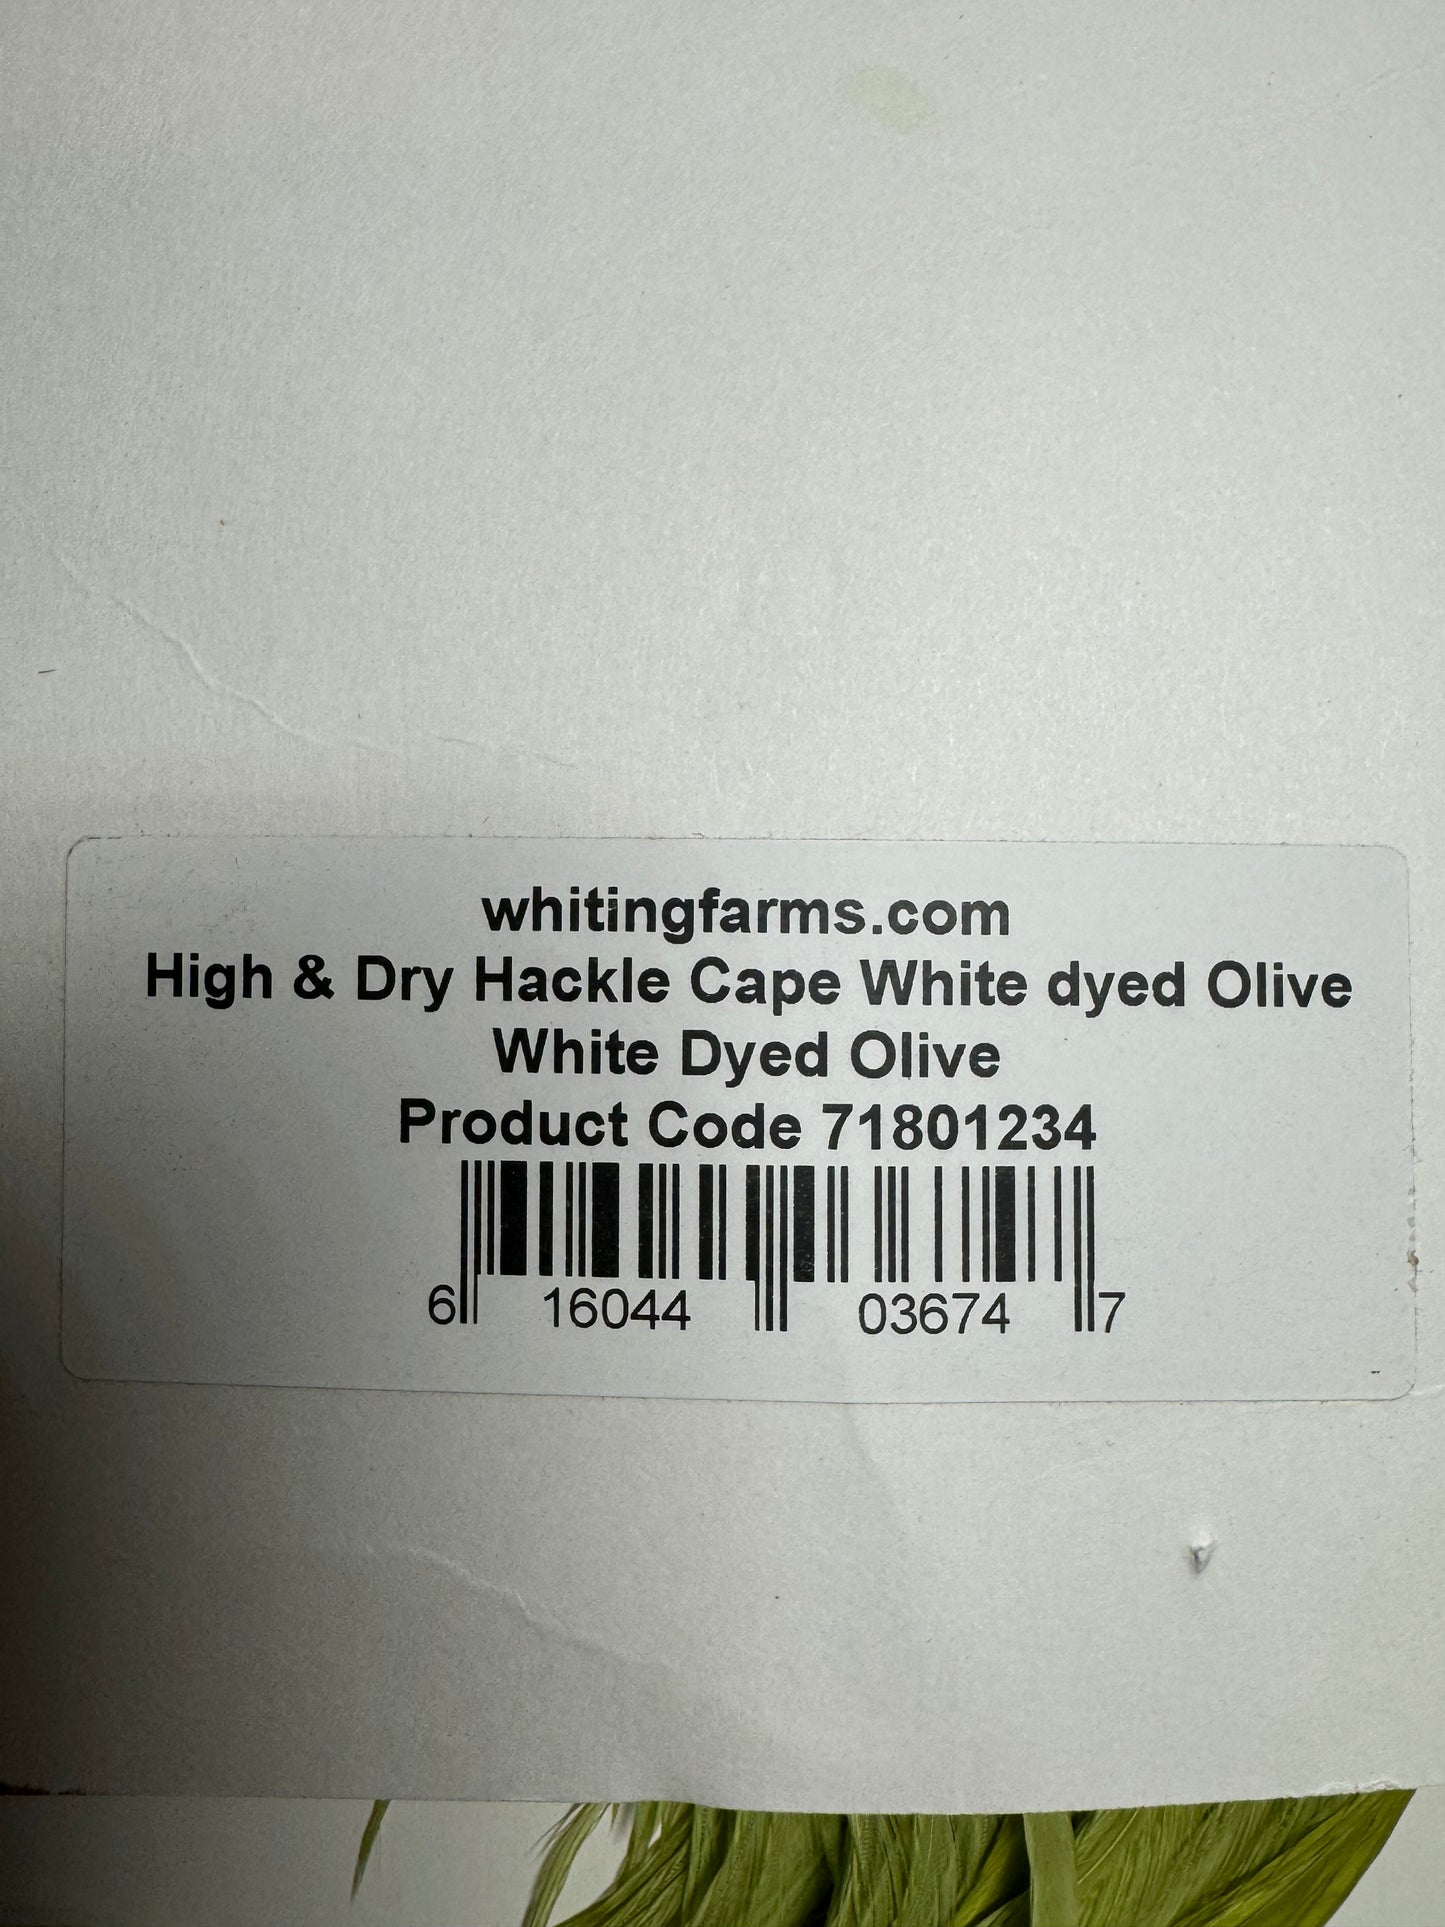 whitingfarms.com
High & Dry Hackle Cape White dyed Olive
White Dyed Olive
Product Code 71801234
6 16044 03674 7